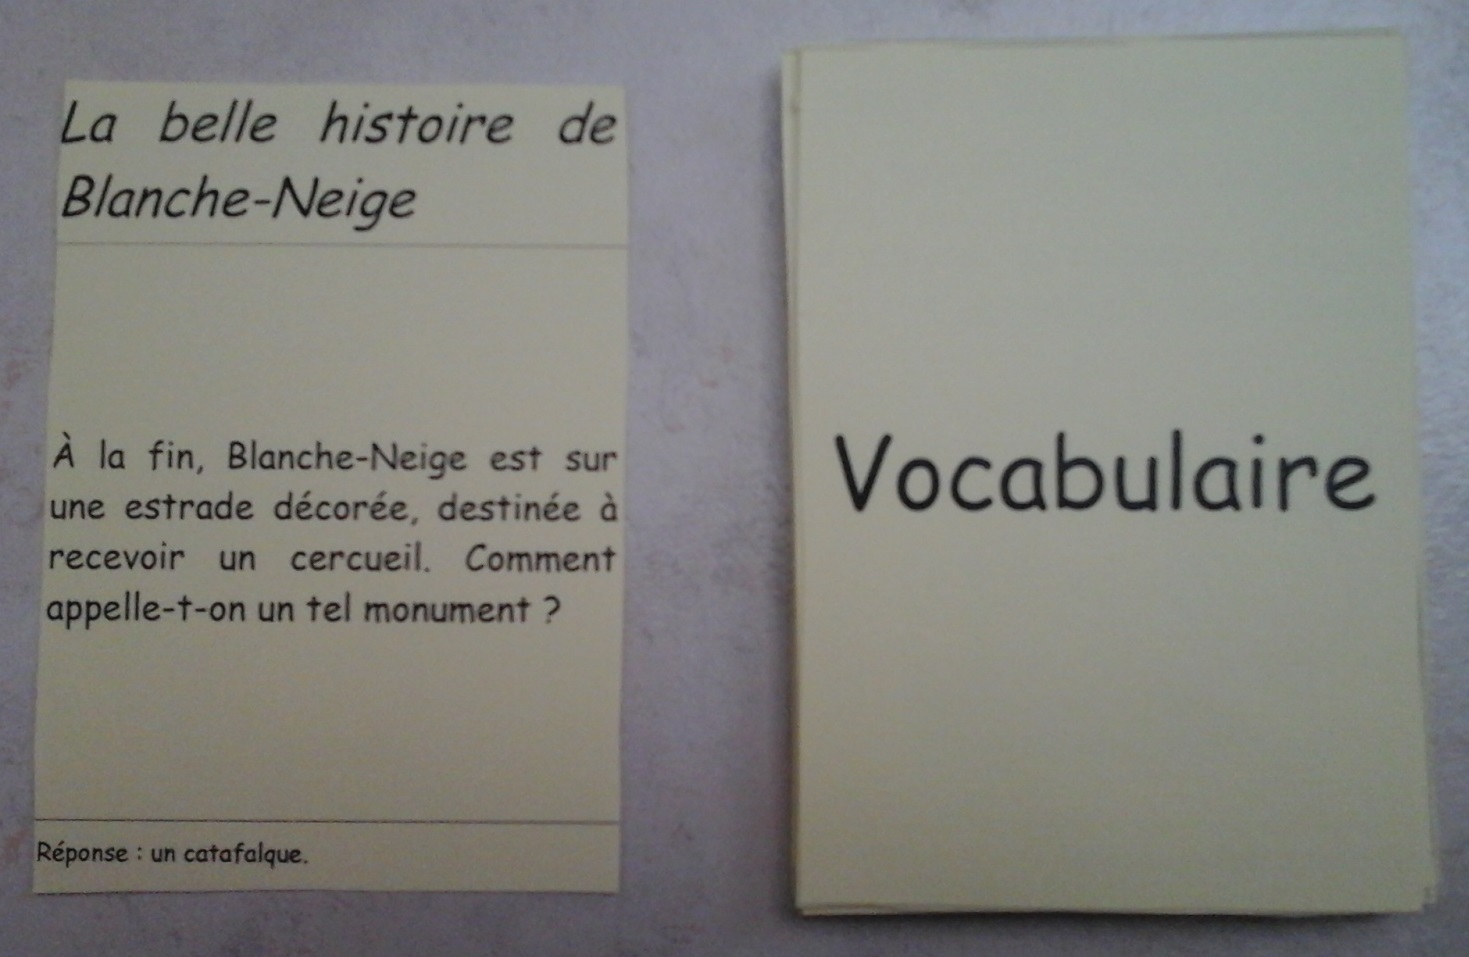 La belle histoire de
Blanche-Neige
À la fin, Blanche-Neige est sur
une estrade décorée, destinée à
recevoir un cercueil. Comment
appelle-t-on un tel monument ?
Réponse : un catafalque.
Vocabulaire